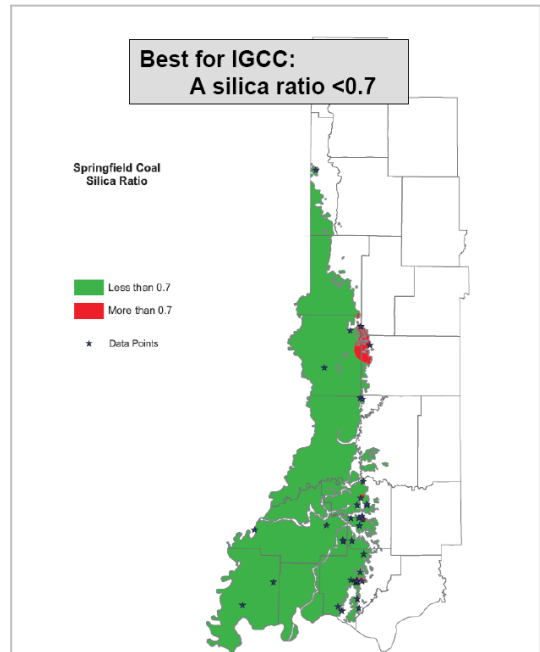 Best for IGCC:
A silica ratio <0.7
Springfield Coal
Silica Ratio
Less than 0.7
More than 0.7
Data Points